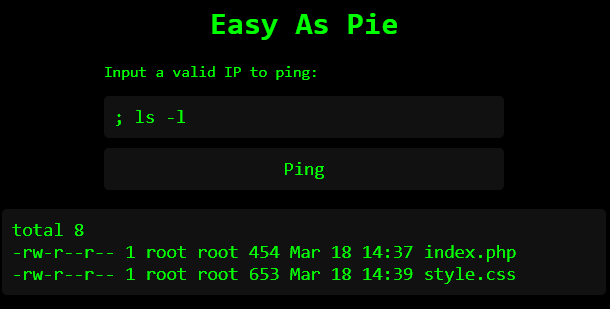 Easy As Pie
Input a valid IP to ping:
; ls -l
Ping
total 8
-rw-r--r-- 1 root root 454 Mar 18 14:37 index.php
-rw-r--r-- 1 root root 653 Mar 18 14:39 style.css